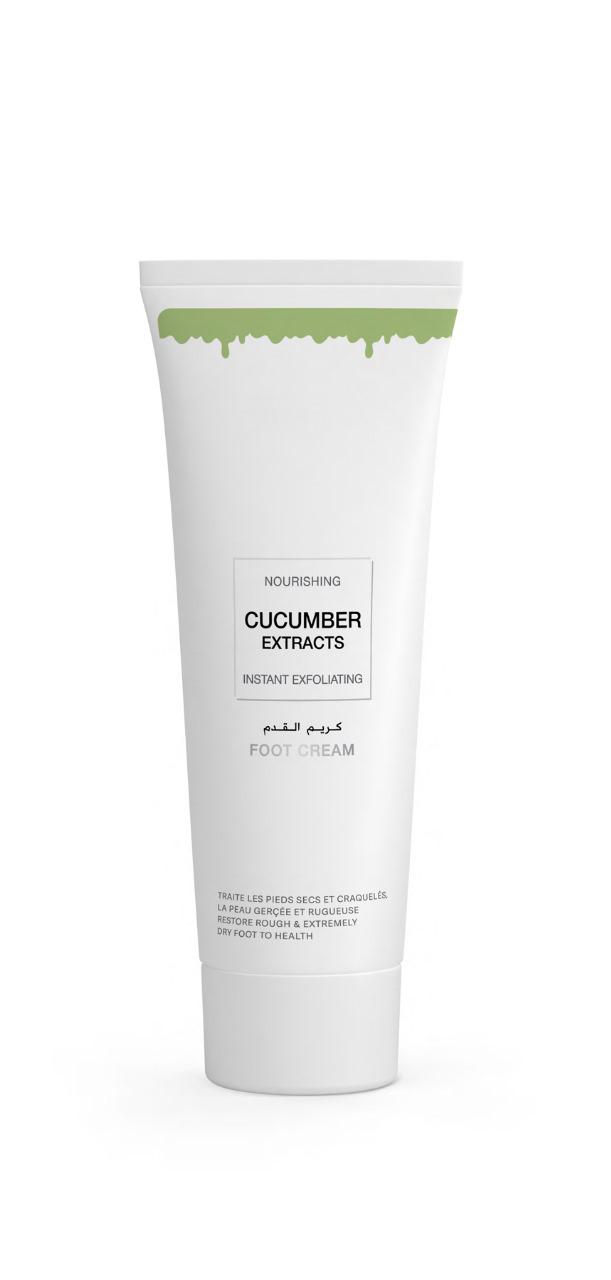 NOURISHING
CUCUMBER
EXTRACTS
INSTANT EXFOLIATING
كريم القدم
FOOT CREAM
TRAITE LES PIEDS SECS ET CRAQUELÉS,
LA PEAU GERÇÉE ET RUGUEUSE
RESTORE ROUGH & EXTREMELY
DRY FOOT TO HEALTH